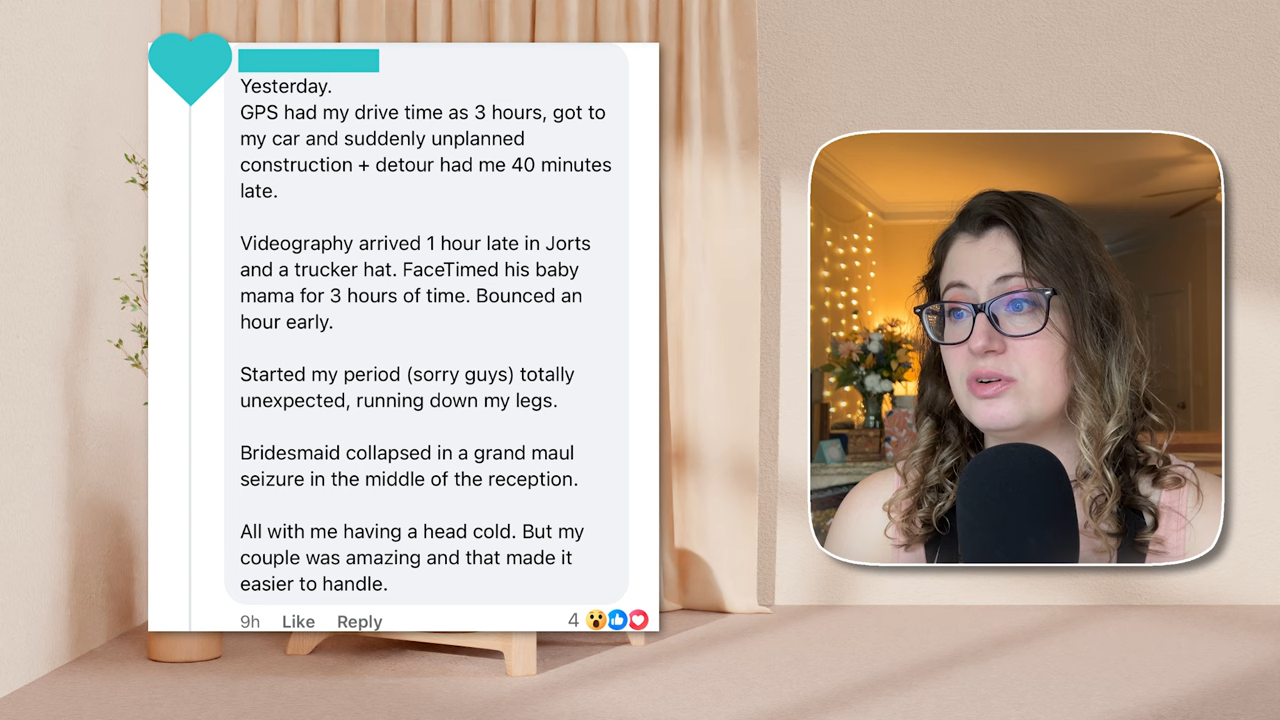 Yesterday.
GPS had my drive time as 3 hours, got to
my car and suddenly unplanned
construction + detour had me 40 minutes
late.
Videography arrived 1 hour late in Jorts
and a trucker hat. FaceTimed his baby
mama for 3 hours of time. Bounced an
hour early.
Started my period (sorry guys) totally
unexpected, running down my legs.
Bridesmaid collapsed in a grand maul
seizure in the middle of the reception.
All with me having a head cold. But my
couple was amazing and that made it
easier to handle.
9h Like Reply 4